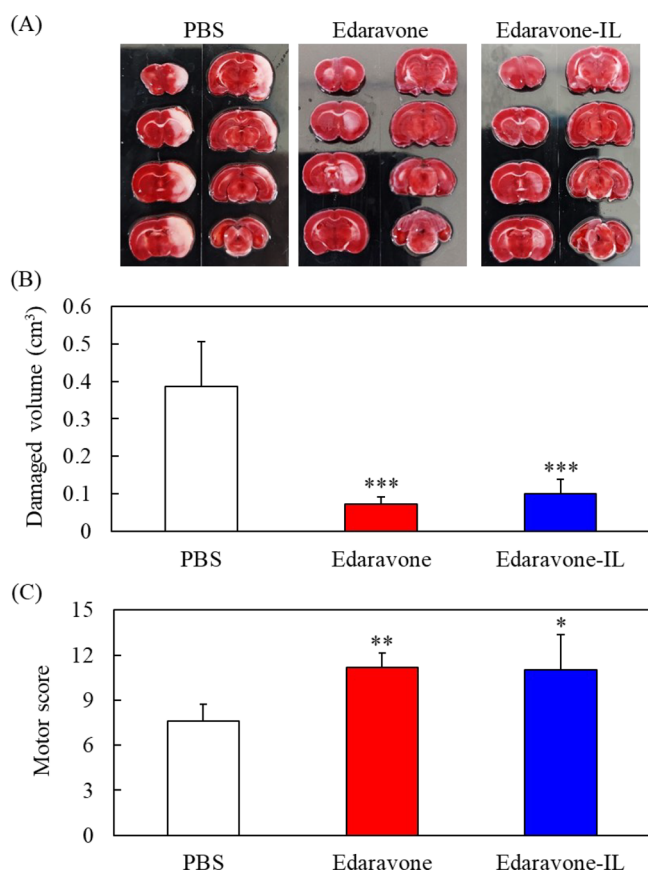 (A)
PBS Edaravone Edaravone-IL
(B)
Damaged volume (cm³)
0.6
0.5
0.4
0.3
0.2
0.1
0
***
***
PBS Edaravone Edaravone-IL
(C)
Motor score
15
12
9
6
3
0
**
*
PBS Edaravone Edaravone-IL